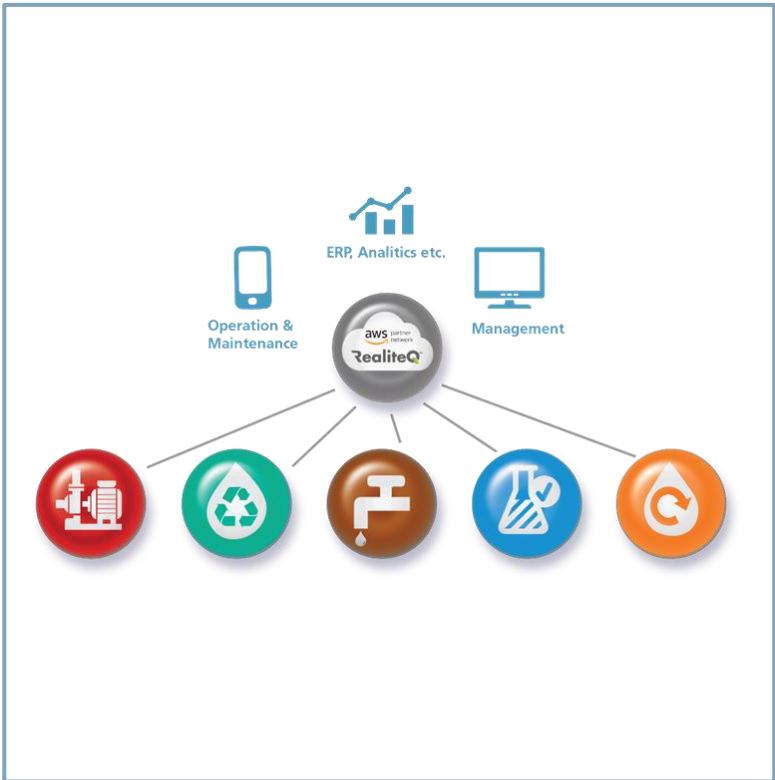 ERP, Analitics etc.
Operation &
Maintenance
Management
aws partner
network
RealiteQ